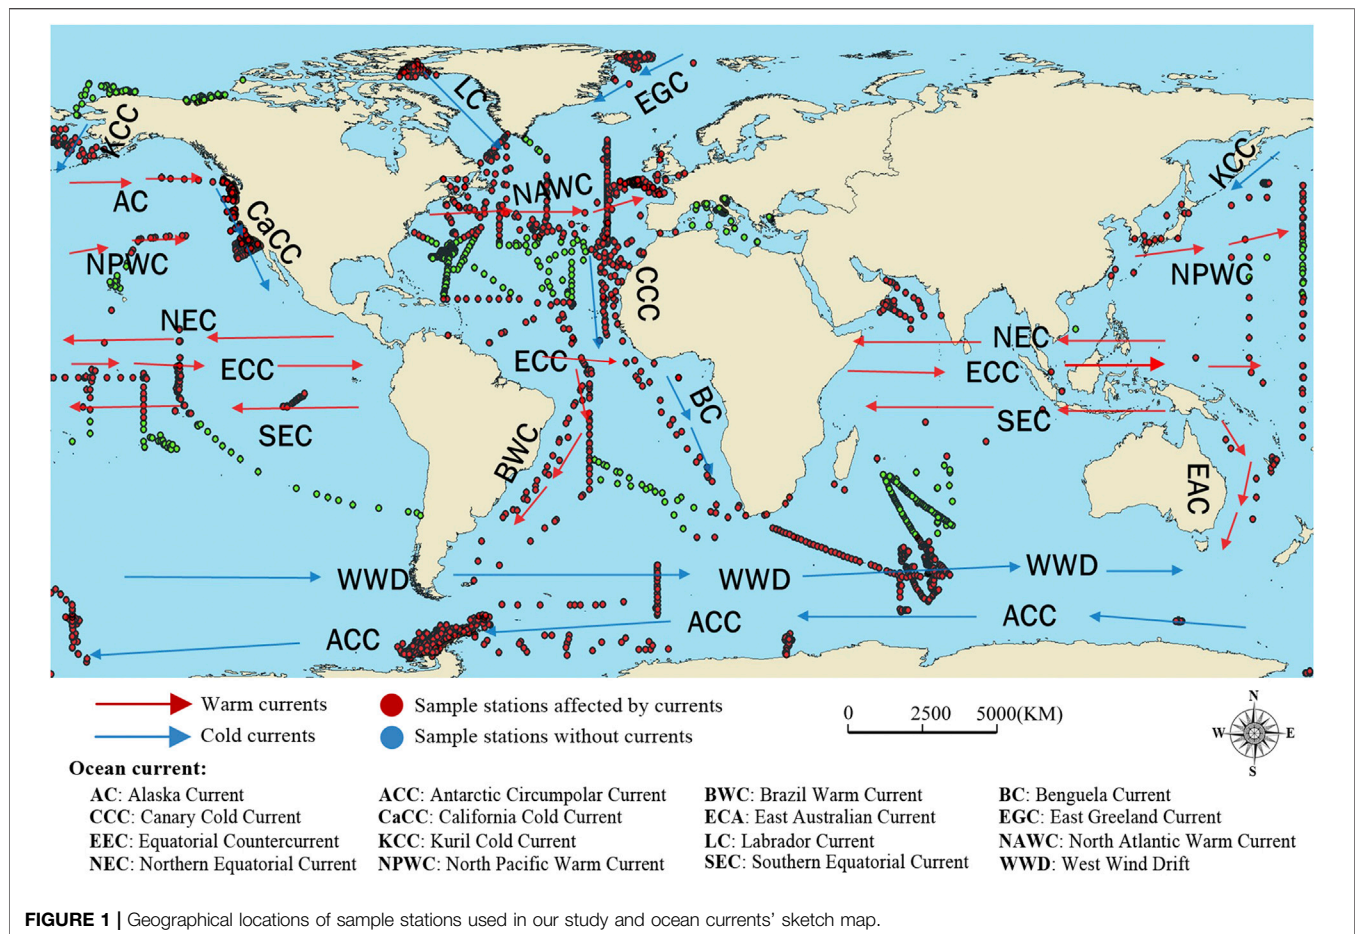 LC
EGC
KCC
KCC
AC
NAWC
CaCC
NPWC
CCC
NPWC
NEC
NEC
ECC
ECC
ECC
BC
SEC
SEC
BWC
EAC
WWD
WWD
WWD
ACC
ACC
ACC
Warm currents
Sample stations affected by currents
Cold currents
Sample stations without currents
0 2500 5000(KM)
N
W E
S
Ocean current:
AC: Alaska Current ACC: Antarctic Circumpolar Current BWC: Brazil Warm Current BC: Benguela Current
CCC: Canary Cold Current CaCC: California Cold Current ECA: East Australian Current EGC: East Greeland Current
EEC: Equatorial Countercurrent KCC: Kuril Cold Current LC: Labrador Current NAWC: North Atlantic Warm Current
NEC: Northern Equatorial Current NPWC: North Pacific Warm Current SEC: Southern Equatorial Current WWD: West Wind Drift
FIGURE 1 | Geographical locations of sample stations used in our study and ocean currents' sketch map.